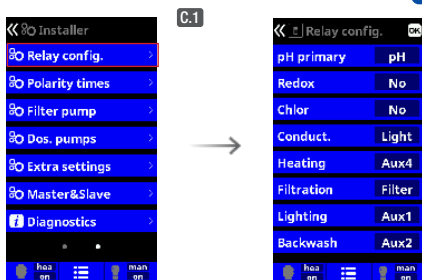 C.1
Installer
Relay config.
Polarity times
Filter pump
Dos. pumps
Extra settings
Master&Slave
Diagnostics
hea on
man on
Relay config. OK
pH primary pH
Redox No
Chlor No
Conduct. Light
Heating Aux4
Filtration Filter
Lighting Aux1
Backwash Aux2
hea on
man on